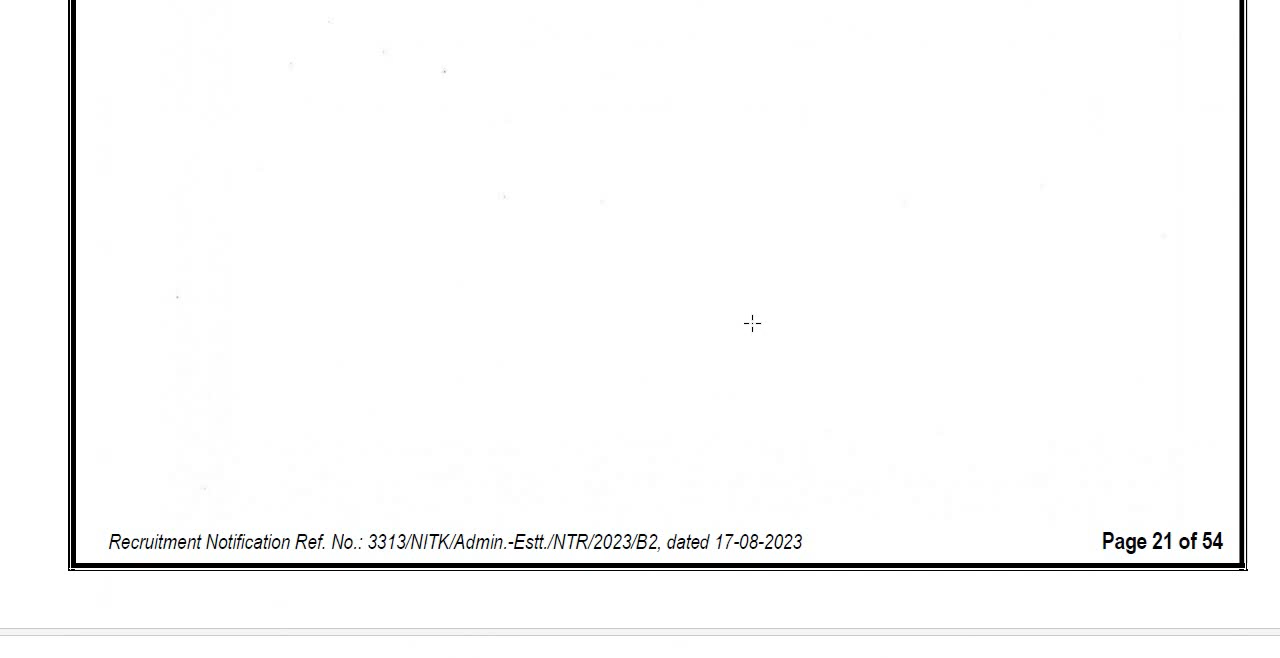 Recruitment Notification Ref. No.: 3313/NITK/Admin.-Estt./NTR/2023/B2, dated 17-08-2023
Page 21 of 54